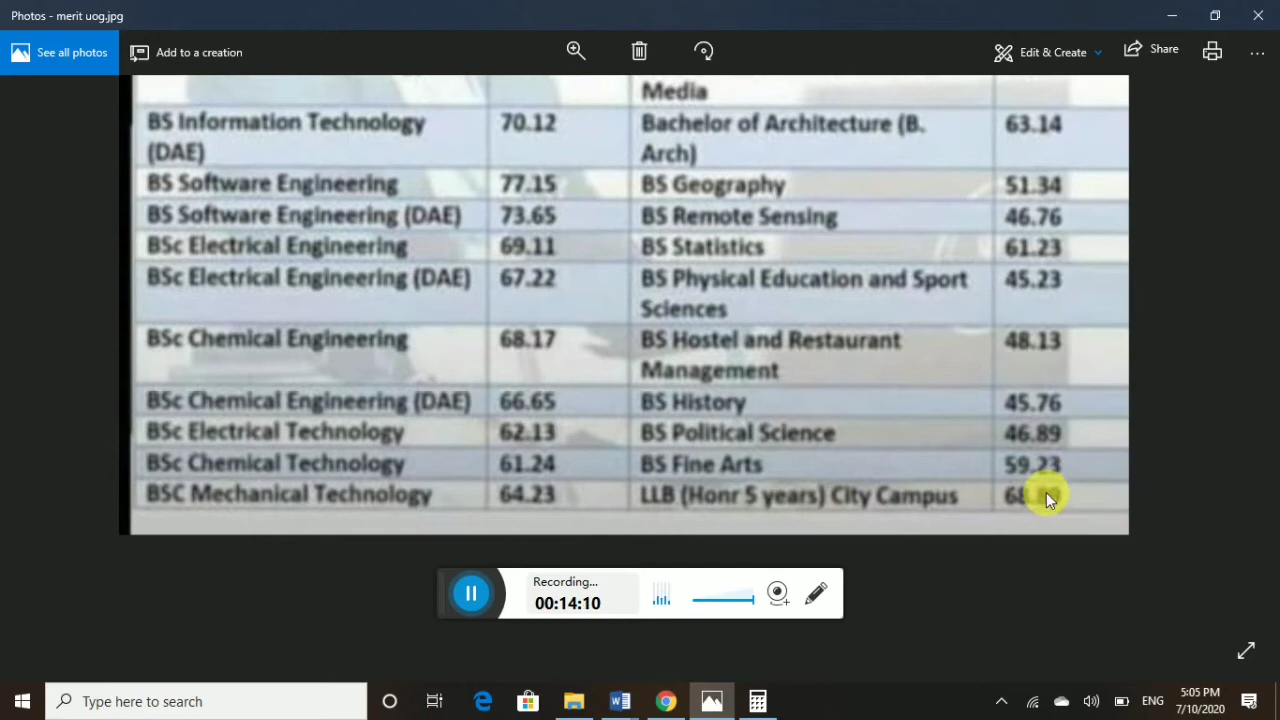 Photos - merit uog.jpg
See all photos
Add to a creation
Edit & Create
Share
Media
BS Information Technology 70.12 Bachelor of Architecture (B. 63.14
(DAE) Arch)
BS Software Engineering 77.15 BS Geography 51.34
BS Software Engineering (DAE) 73.65 BS Remote Sensing 46.76
BSc Electrical Engineering 69.11 BS Statistics 61.23
BSc Electrical Engineering (DAE) 67.22 BS Physical Education and Sport 45.23
Sciences
BSc Chemical Engineering 68.17 BS Hostel and Restaurant 48.13
Management
BSc Chemical Engineering (DAE) 66.65 BS History 45.76
BSc Electrical Technology 62.13 BS Political Science 46.89
BSc Chemical Technology 61.24 BS Fine Arts 59.23
BSC Mechanical Technology 64.23 LLB (Honr 5 years) City Campus
Recording...
00:14:10
Type here to search
ENG
5:05 PM
7/10/2020